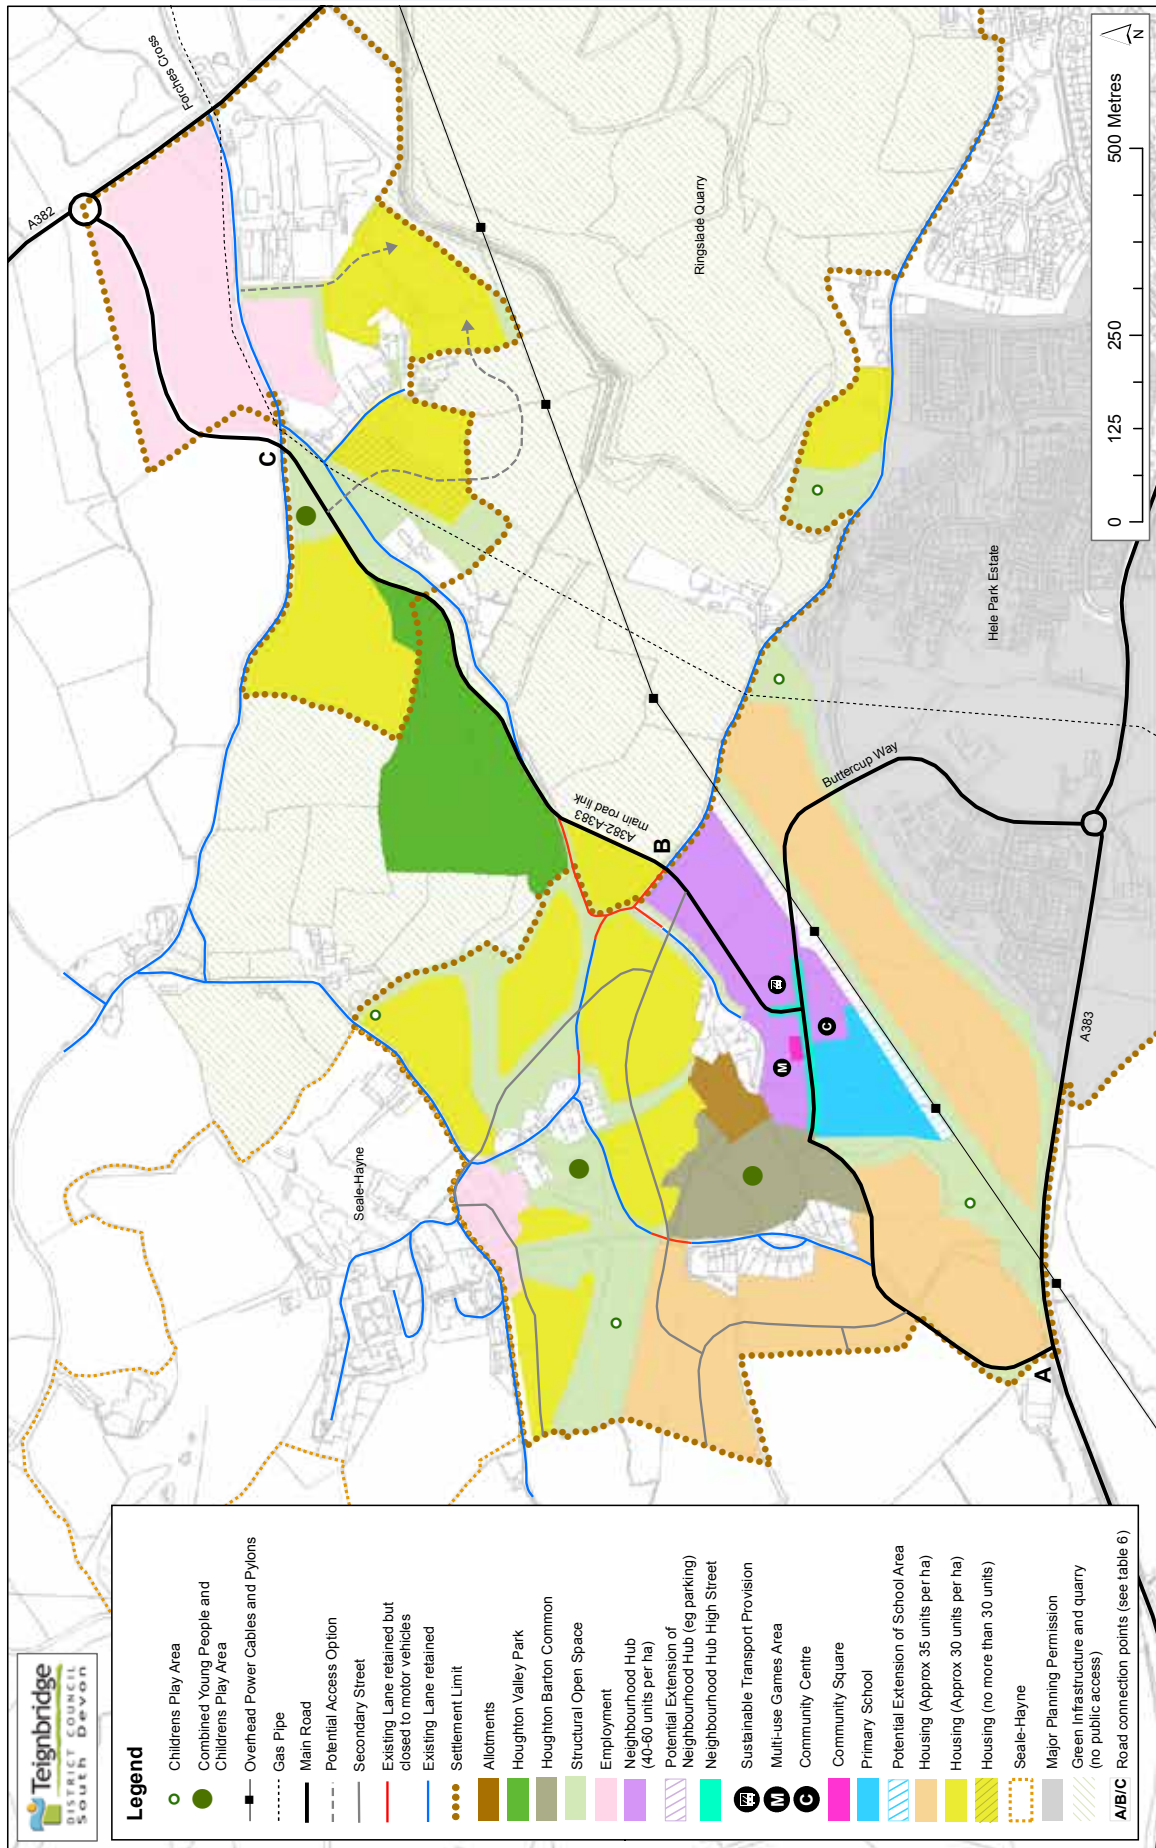 Teignbridge
DISTRICT COUNCIL
South Devon
Legend
Childrens Play Area
Combined Young People and
Childrens Play Area
Overhead Power Cables and Pylons
Gas Pipe
Main Road
Potential Access Option
Secondary Street
Existing Lane retained but
closed to motor vehicles
Existing Lane retained
Settlement Limit
Allotments
Houghton Valley Park
Houghton Barton Common
Structural Open Space
Employment
Neighbourhood Hub
(40-60 units per ha)
Potential Extension of
Neighbourhood Hub (eg parking)
Neighbourhood Hub High Street
Sustainable Transport Provision
M Multi-use Games Area
C Community Centre
Community Square
Primary School
Potential Extension of School Area
Housing (Approx 35 units per ha)
Housing (Approx 30 units per ha)
Housing (no more than 30 units)
Seale-Hayne
Major Planning Permission
Green Infrastructure and quarry
(no public access)
A/B/C Road connection points (see table 6)
Seale-Hayne
A382
Forches Cross
C
Ringslade Quarry
A382-A383
main road link
B
M
C
Buttercup Way
Hele Park Estate
A383
A
N
0 125 250 500 Metres